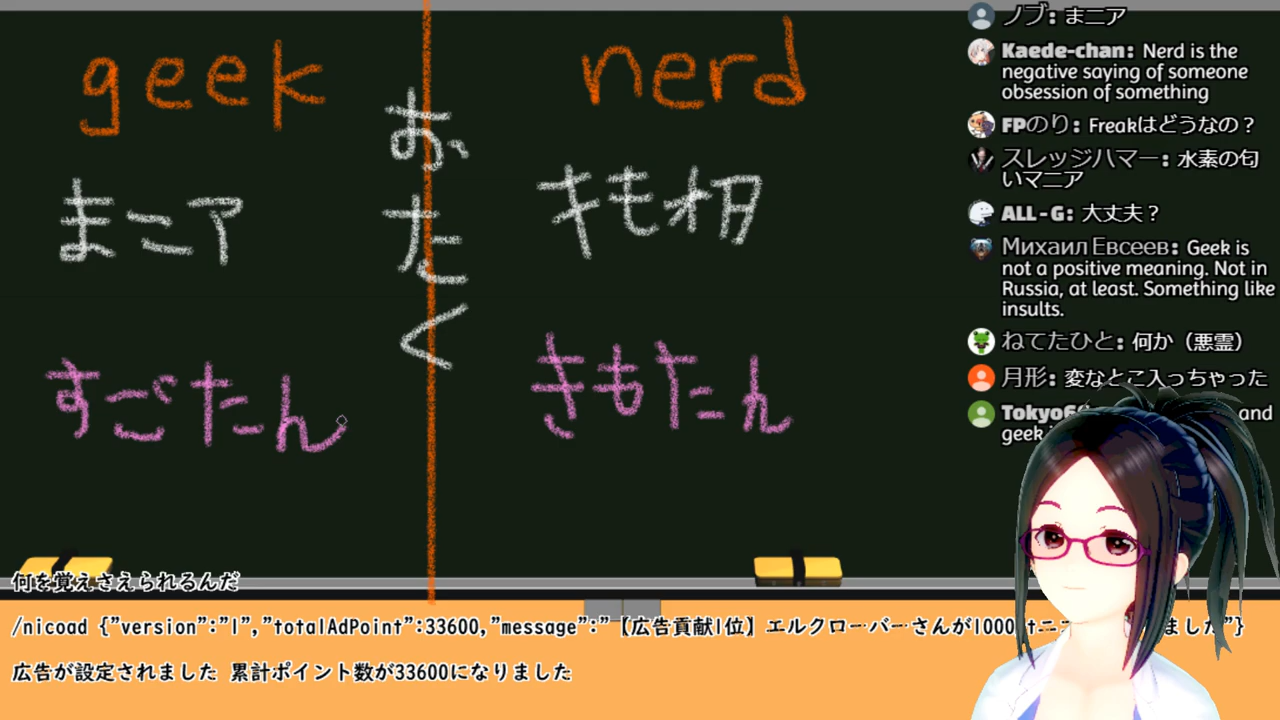 geek
nerd
おたく
まニア
キモオタ
すごたん
きもたん
ノブ: まニア
Kaede-chan: Nerd is the
negative saying of someone
obsession of something
FPのり: Freakはどうなの？
スレッジハマー: 水素の匂
いマニア
ALL-G: 大丈夫？
Михаил Евсеев: Geek is
not a positive meaning. Not in
Russia, at least. Something like
insults.
ねてたひと: 何か（悪霊）
月形: 変なとこ入っちゃった
and
geek
何を覚えさえられるんだ
/nicoad {"version":"1","totalAdPoint":33600,"message":"【広告貢献1位】エルクローバーさんが1000 ました"}
広告が設定されました 累計ポイント数が33600になりました